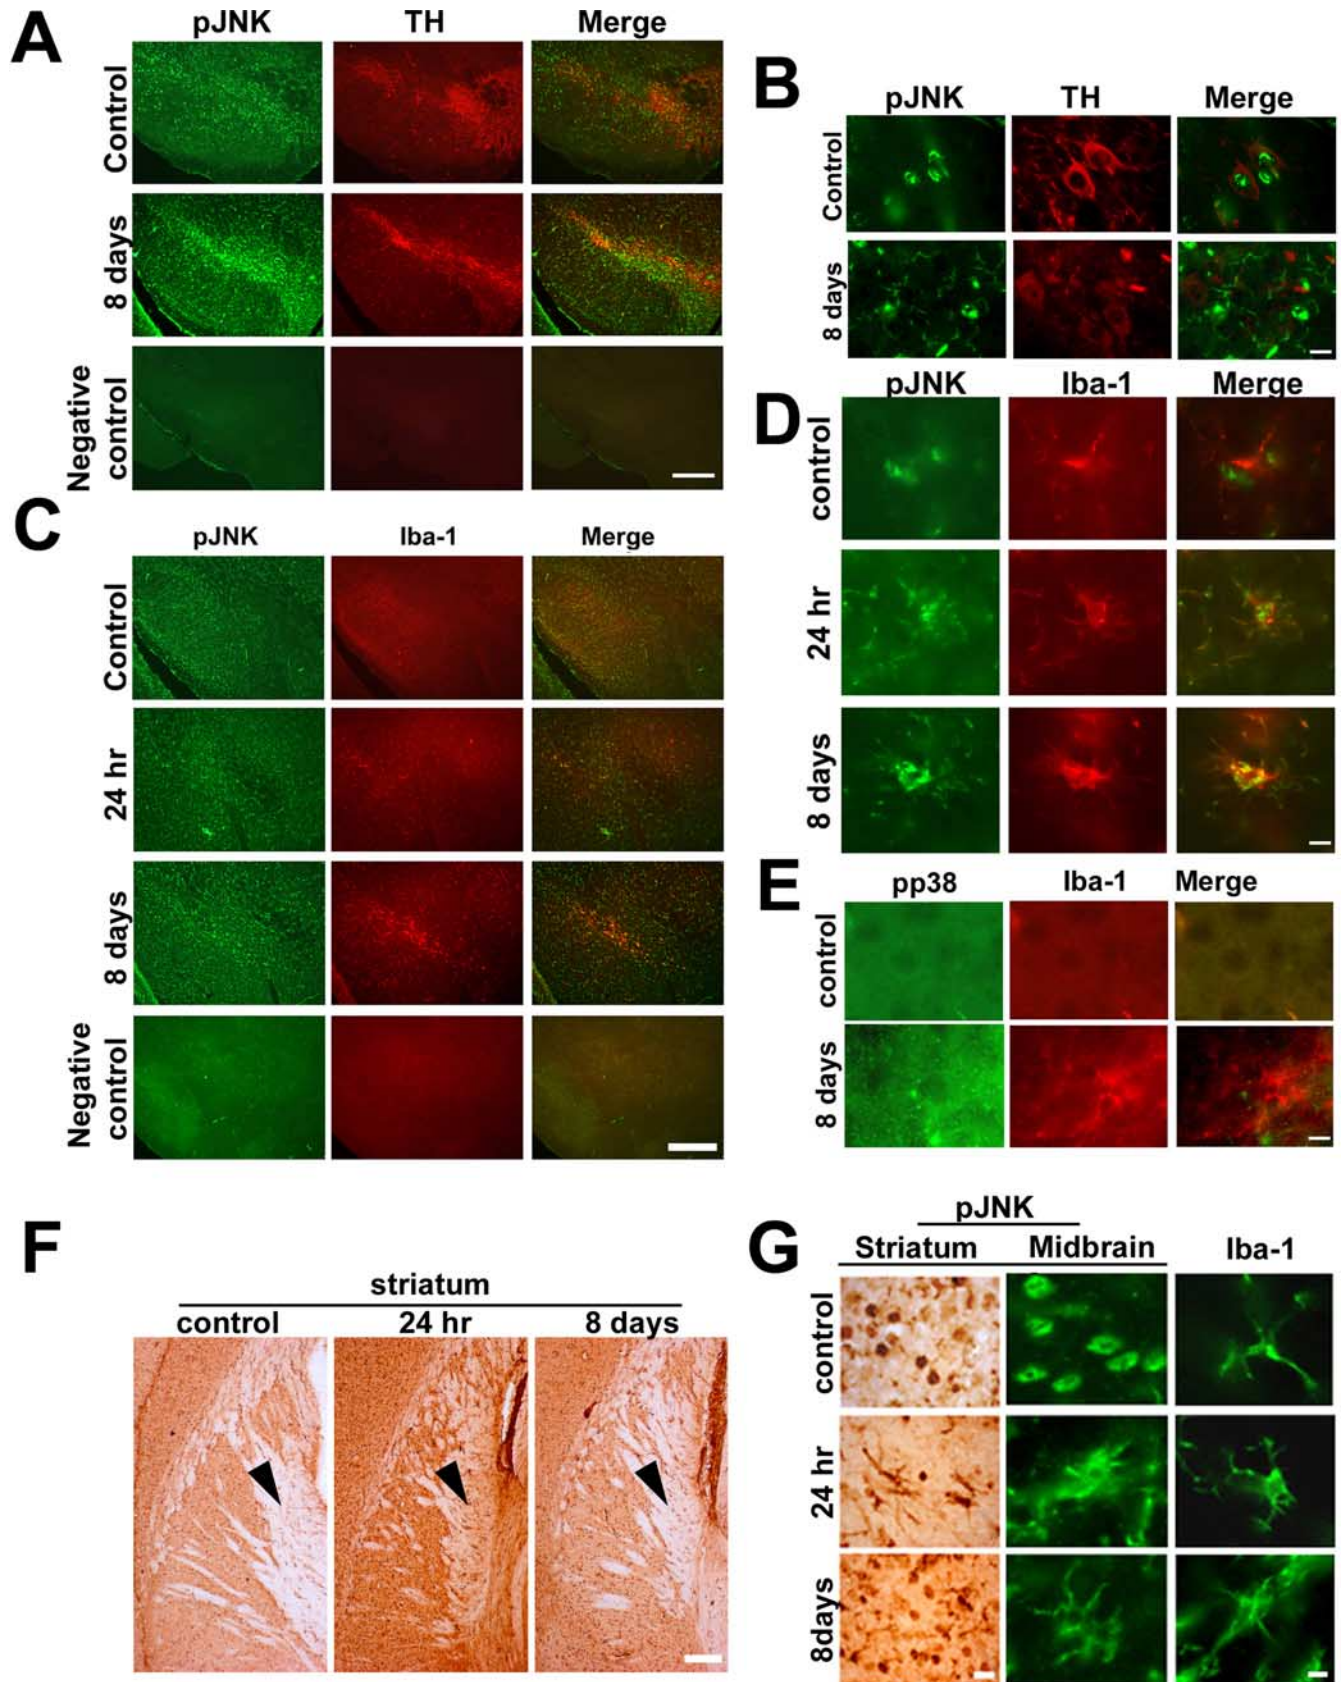 A
pJNK TH Merge
Control
8 days
Negative control
B
pJNK TH Merge
Control
8 days
C
pJNK Iba-1 Merge
Control
24 hr
8 days
Negative control
D
pJNK Iba-1 Merge
control
24 hr
8 days
E
pp38 Iba-1 Merge
control
8 days
F
striatum
control 24 hr 8 days
G
pJNK
Striatum Midbrain Iba-1
control
24 hr
8days